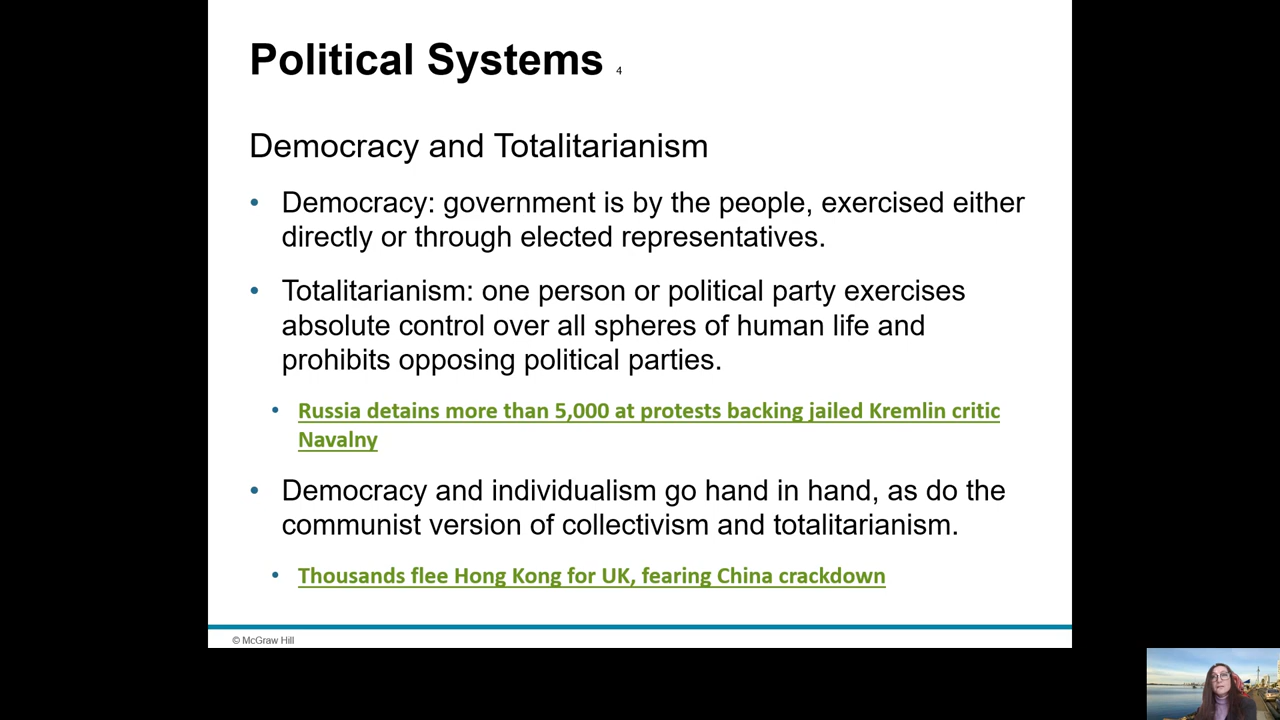 Political Systems 4
Democracy and Totalitarianism
• Democracy: government is by the people, exercised either
directly or through elected representatives.
• Totalitarianism: one person or political party exercises
absolute control over all spheres of human life and
prohibits opposing political parties.
• Russia detains more than 5,000 at protests backing jailed Kremlin critic
Navalny
• Democracy and individualism go hand in hand, as do the
communist version of collectivism and totalitarianism.
• Thousands flee Hong Kong for UK, fearing China crackdown
© McGraw Hill